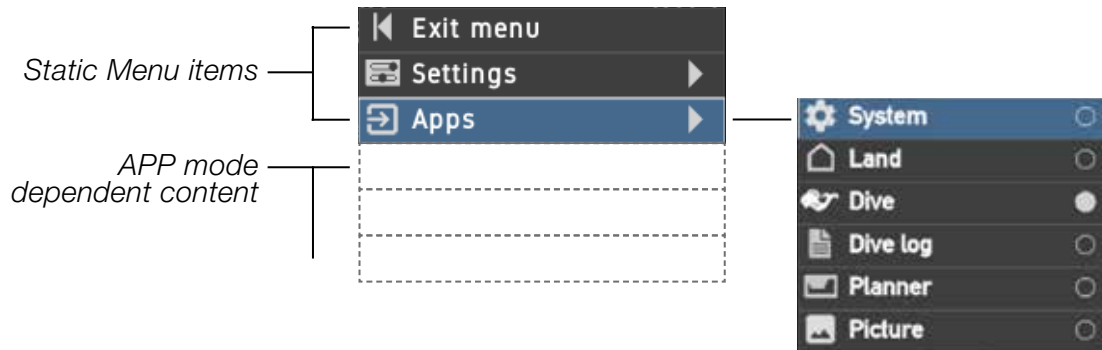 Exit menu
Static Menu items
Settings
Apps
System
Land
APP mode
dependent content
Dive
Dive log
Planner
Picture